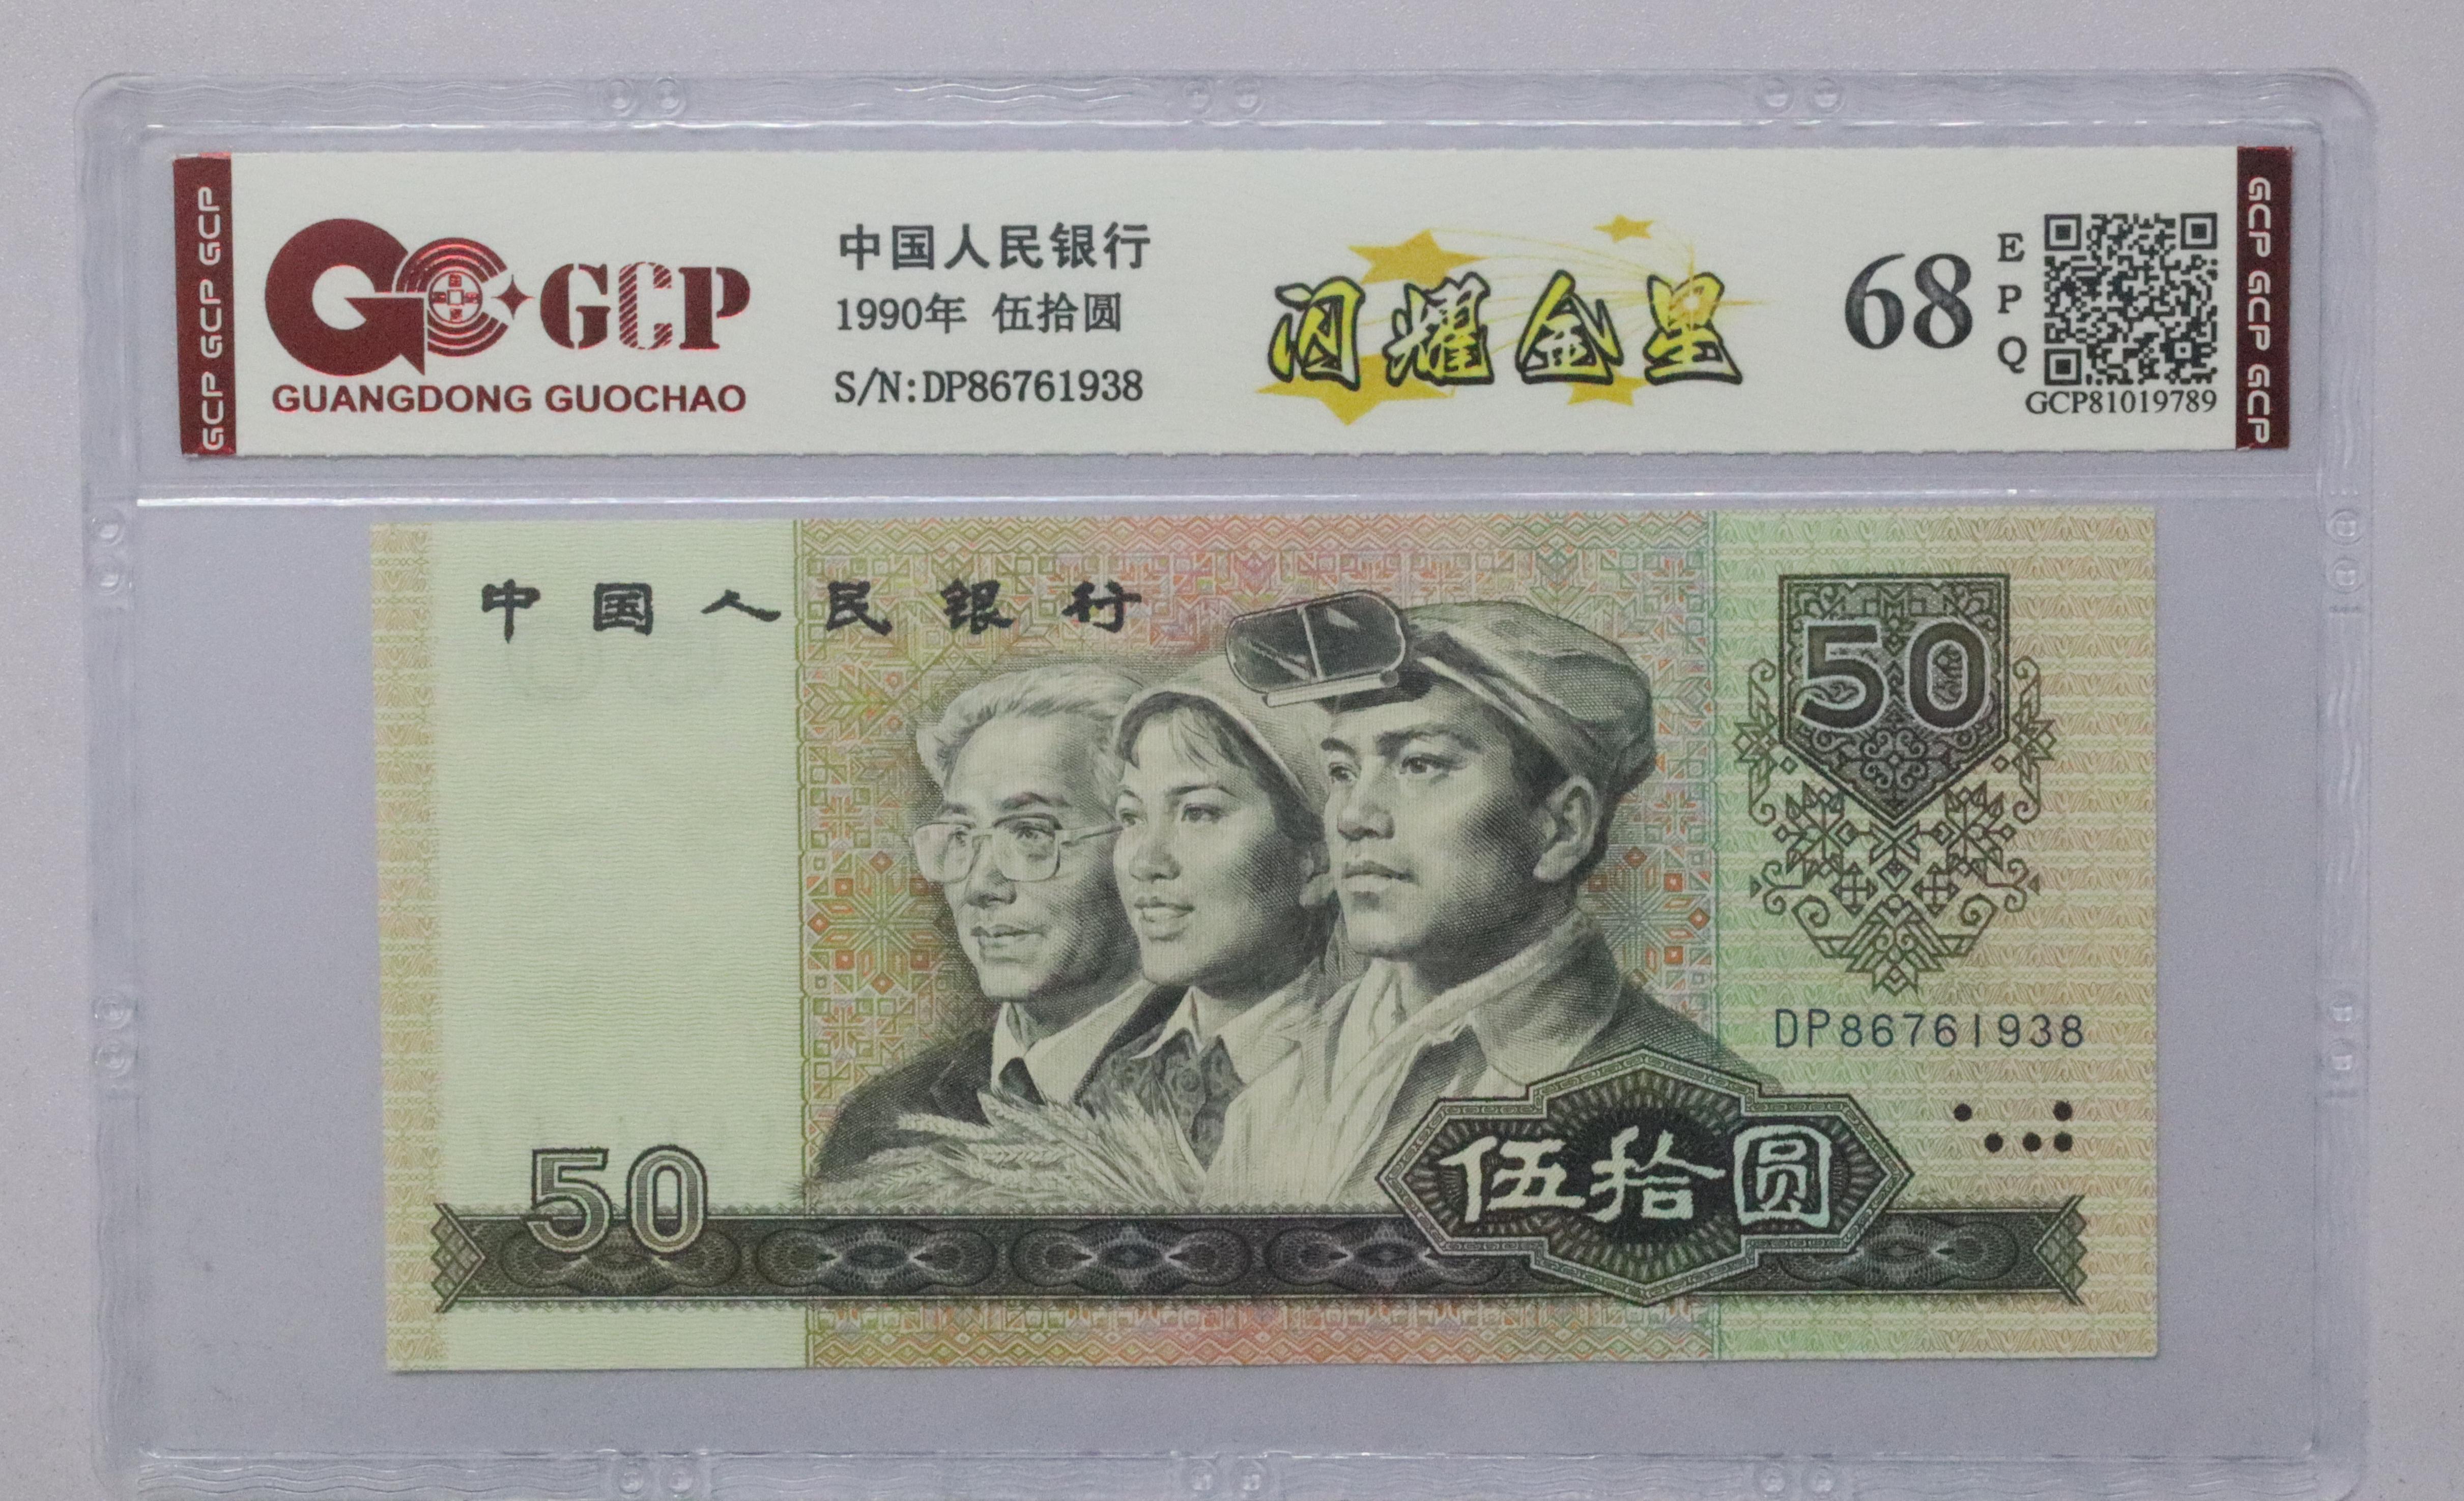 GCP GCP GCP
GCP
GUANGDONG GUOCHAO
中国人民银行
1990年 伍拾圆
S/N:DP86761938
闪耀金星
68
EPQ
GCP81019789
GCP GCP GCP
中国人民银行
50
DP86761938
50
伍拾圆